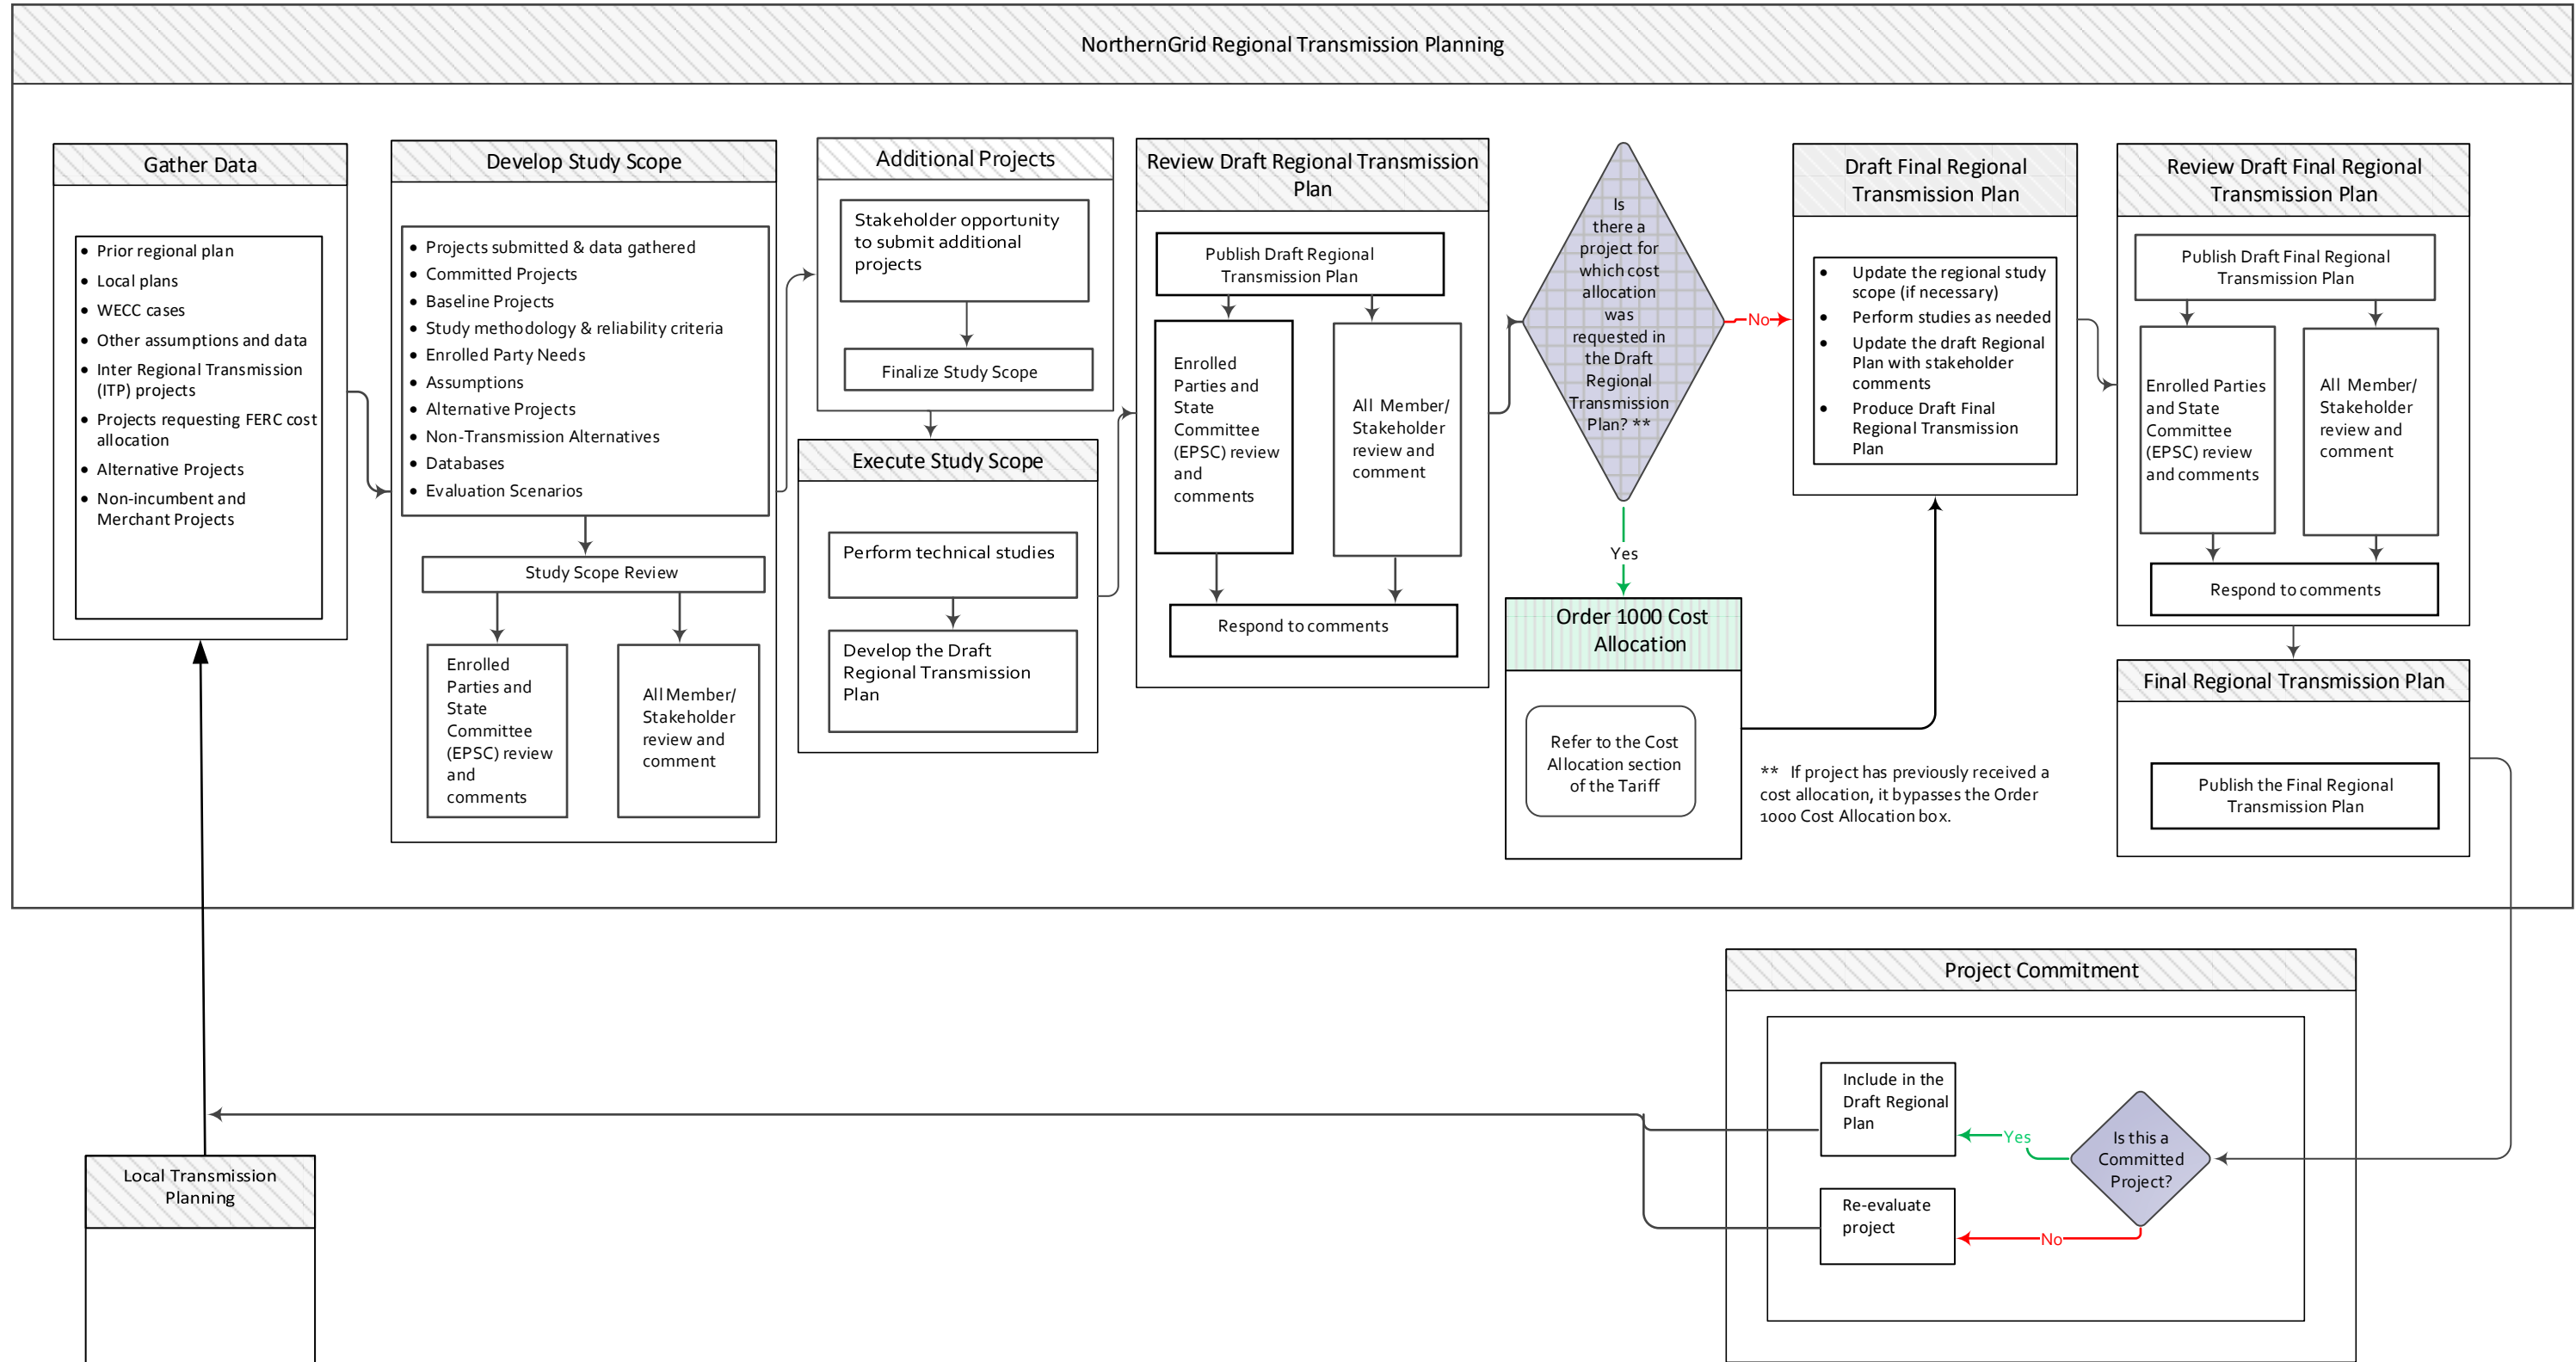 NorthernGrid Regional Transmission Planning
Gather Data
• Prior regional plan
• Local plans
• WECC cases
• Other assumptions and data
• Inter Regional Transmission
(ITP) projects
• Projects requesting FERC cost
allocation
• Alternative Projects
• Non-incumbent and
Merchant Projects
Develop Study Scope
• Projects submitted & data gathered
• Committed Projects
• Baseline Projects
• Study methodology & reliability criteria
• Enrolled Party Needs
• Assumptions
• Alternative Projects
• Non-Transmission Alternatives
• Databases
• Evaluation Scenarios
Study Scope Review
Enrolled
Parties and
State
Committee
(EPSC) review
and
comments
All Member/
Stakeholder
review and
comment
Additional Projects
Stakeholder opportunity
to submit additional
projects
Finalize Study Scope
Execute Study Scope
Perform technical studies
Develop the Draft
Regional Transmission
Plan
Review Draft Regional Transmission
Plan
Publish Draft Regional
Transmission Plan
Enrolled
Parties and
State
Committee
(EPSC) review
and
comments
All Member/
Stakeholder
review and
comment
Respond to comments
Is
there a
project for
which cost
allocation
was
requested in
the Draft
Regional
Transmission
Plan? **
No
Yes
Order 1000 Cost
Allocation
Refer to the Cost
Allocation section
of the Tariff
** If project has previously received a
cost allocation, it bypasses the Order
1000 Cost Allocation box.
Draft Final Regional
Transmission Plan
• Update the regional study
scope (if necessary)
• Perform studies as needed
• Update the draft Regional
Plan with stakeholder
comments
• Produce Draft Final
Regional Transmission
Plan
Review Draft Final Regional
Transmission Plan
Publish Draft Final Regional
Transmission Plan
Enrolled Parties
and State
Committee
(EPSC) review
and comments
All Member/
Stakeholder
review and
comment
Respond to comments
Final Regional Transmission Plan
Publish the Final Regional
Transmission Plan
Project Commitment
Include in the
Draft Regional
Plan
Yes
Is this a
Committed
Project?
Re-evaluate
project
No
Local Transmission
Planning